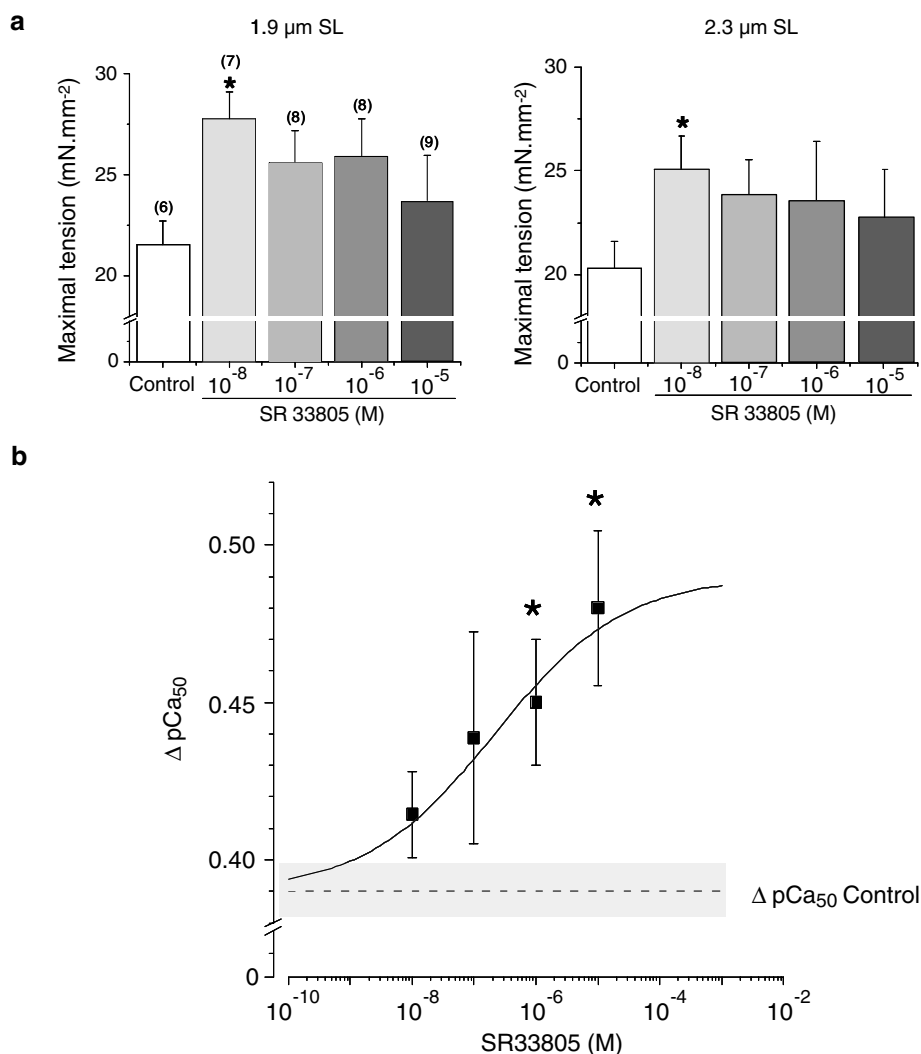 a
1.9 µm SL
2.3 µm SL
Maximal tension (mN.mm-2)
30
25
20
0
(6)
(7)
*
(8)
(8)
(9)
Control
10-8
10-7
10-6
10-5
SR 33805 (M)
Maximal tension (mN.mm-2)
30
25
20
0
*
Control
10-8
10-7
10-6
10-5
SR 33805 (M)
b
Δ pCa50
0.50
0.45
0.40
0
*
*
Δ pCa50 Control
10-10
10-8
10-6
10-4
10-2
SR33805 (M)